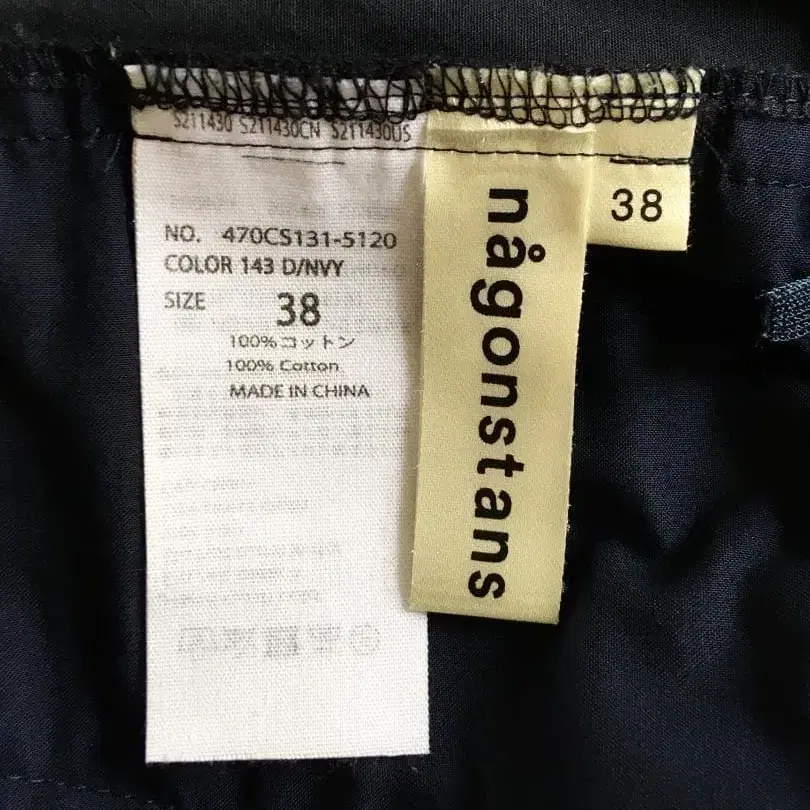 S211430 S211430CN S211430US
NO. 470CS131-5120
COLOR 143 D/NVY
SIZE 38
100% コットン
100% Cotton
MADE IN CHINA
någonstans
38